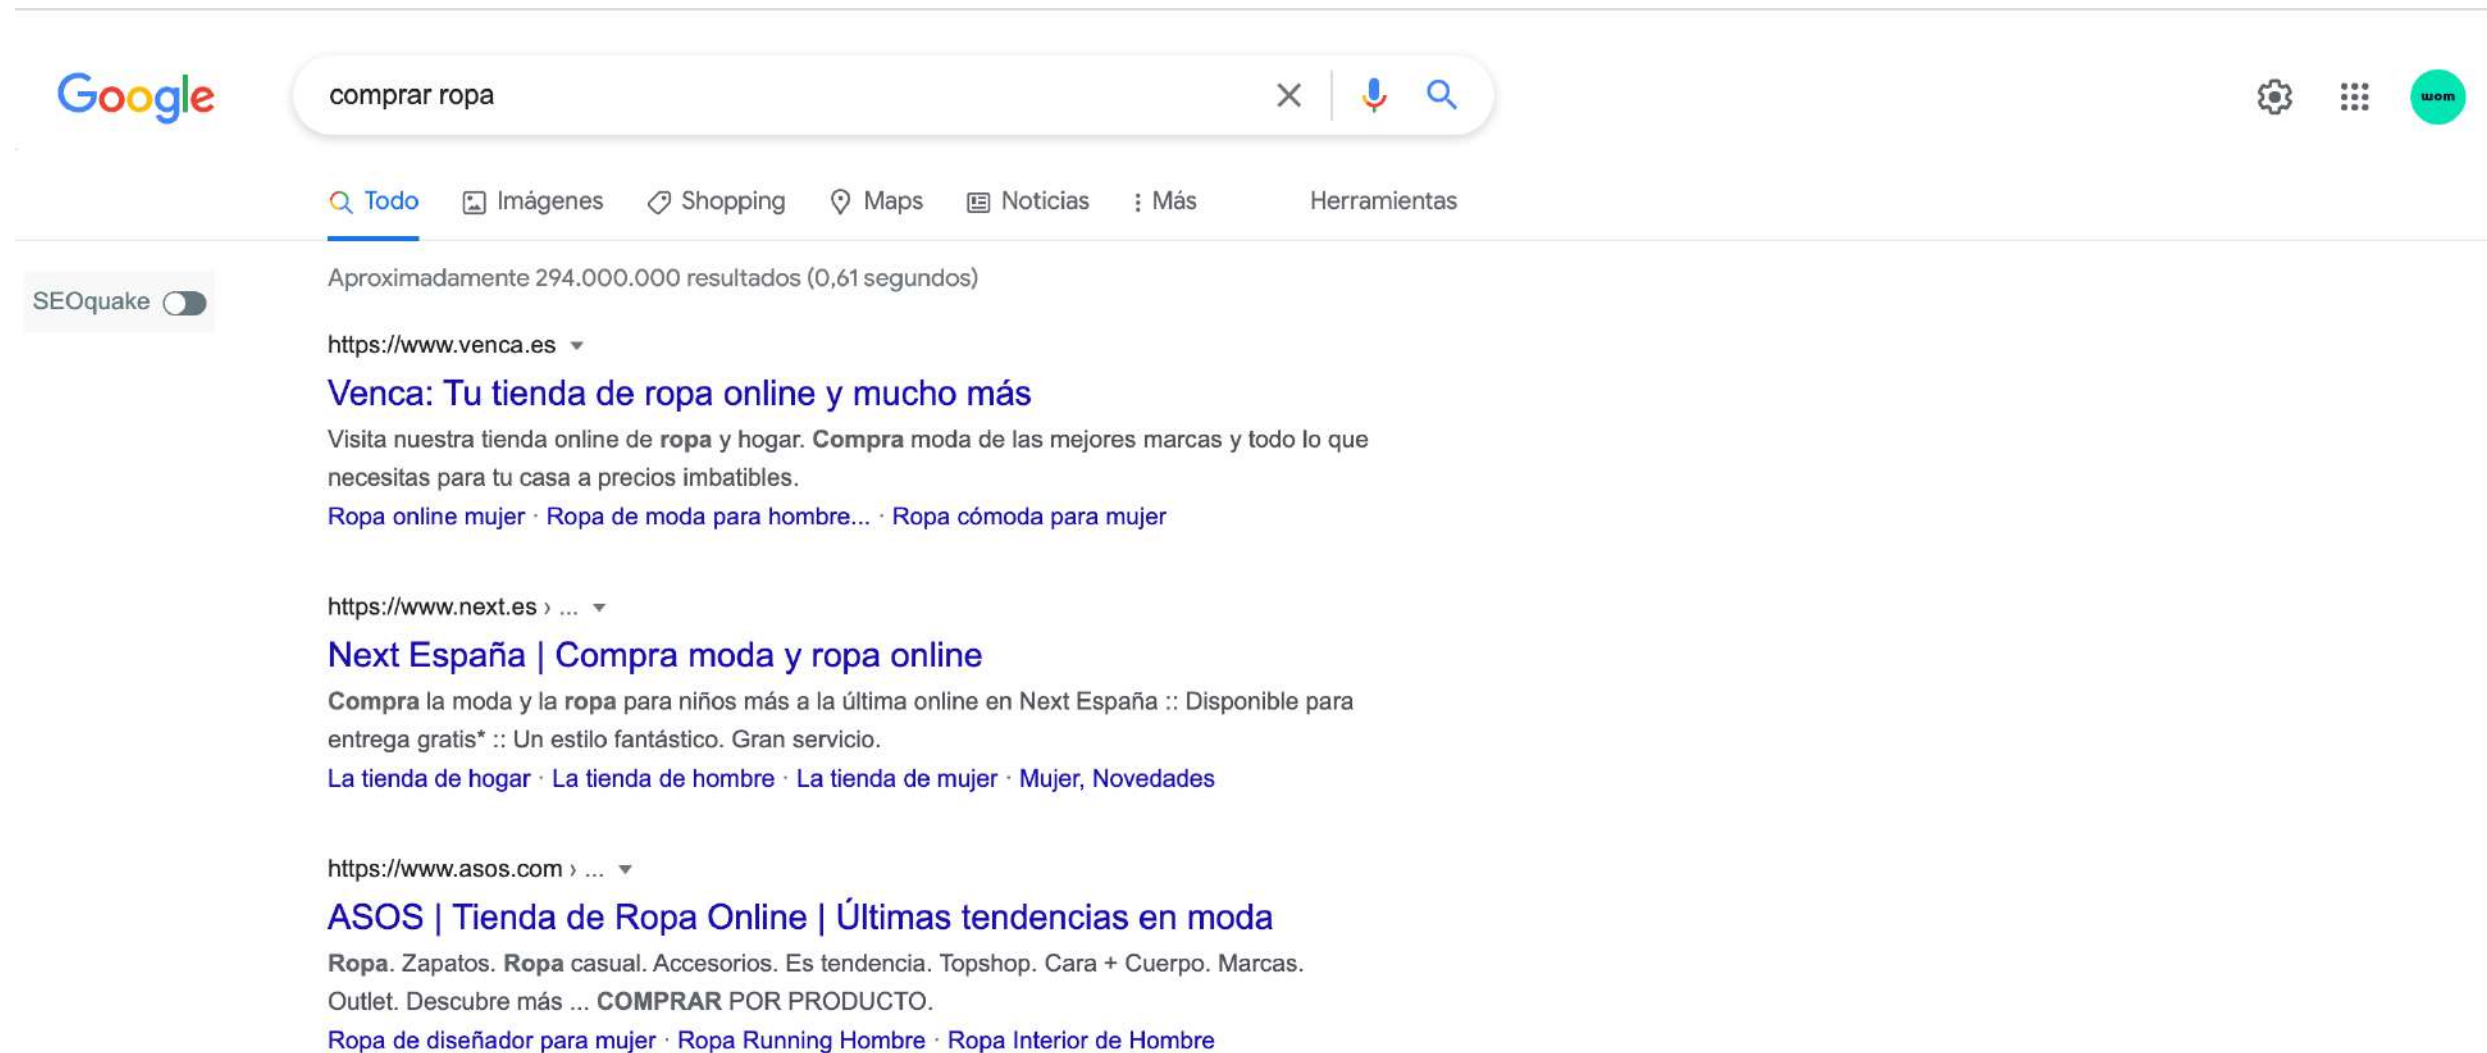 Google
comprar ropa
wom
Todo Imágenes Shopping Maps Noticias Más Herramientas
SEOquake
Aproximadamente 294.000.000 resultados (0,61 segundos)
https://www.venca.es
Venca: Tu tienda de ropa online y mucho más
Visita nuestra tienda online de ropa y hogar. Compra moda de las mejores marcas y todo lo que
necesitas para tu casa a precios imbatibles.
Ropa online mujer · Ropa de moda para hombre... · Ropa cómoda para mujer
https://www.next.es › ...
Next España | Compra moda y ropa online
Compra la moda y la ropa para niños más a la última online en Next España :: Disponible para
entrega gratis* :: Un estilo fantástico. Gran servicio.
La tienda de hogar · La tienda de hombre · La tienda de mujer · Mujer, Novedades
https://www.asos.com › ...
ASOS | Tienda de Ropa Online | Últimas tendencias en moda
Ropa. Zapatos. Ropa casual. Accesorios. Es tendencia. Topshop. Cara + Cuerpo. Marcas.
Outlet. Descubre más ... COMPRAR POR PRODUCTO.
Ropa de diseñador para mujer · Ropa Running Hombre · Ropa Interior de Hombre